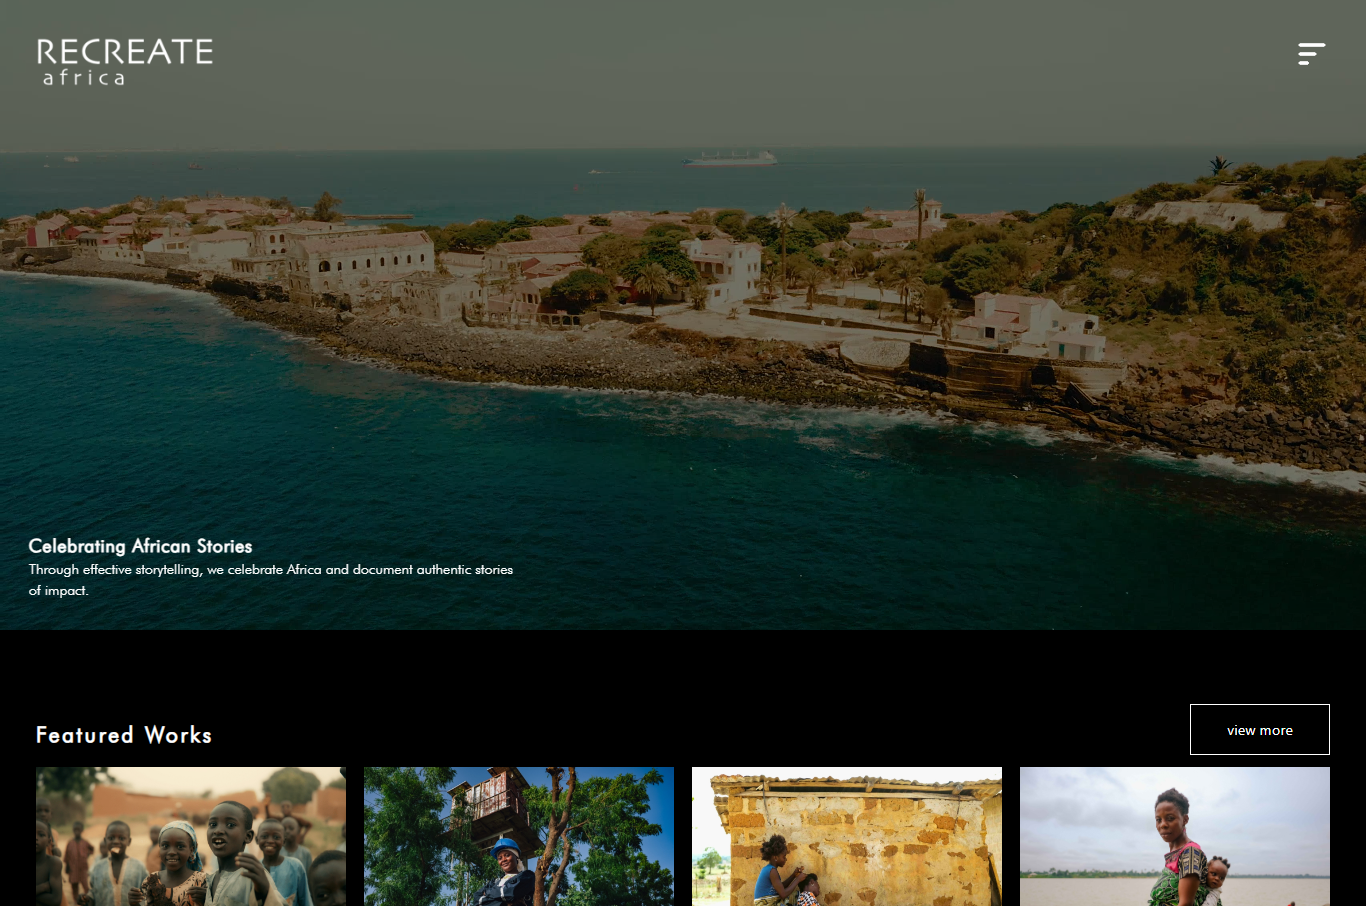 RECREATE
africa
Celebrating African Stories
Through effective storytelling, we celebrate Africa and document authentic stories
of impact.
Featured Works
view more